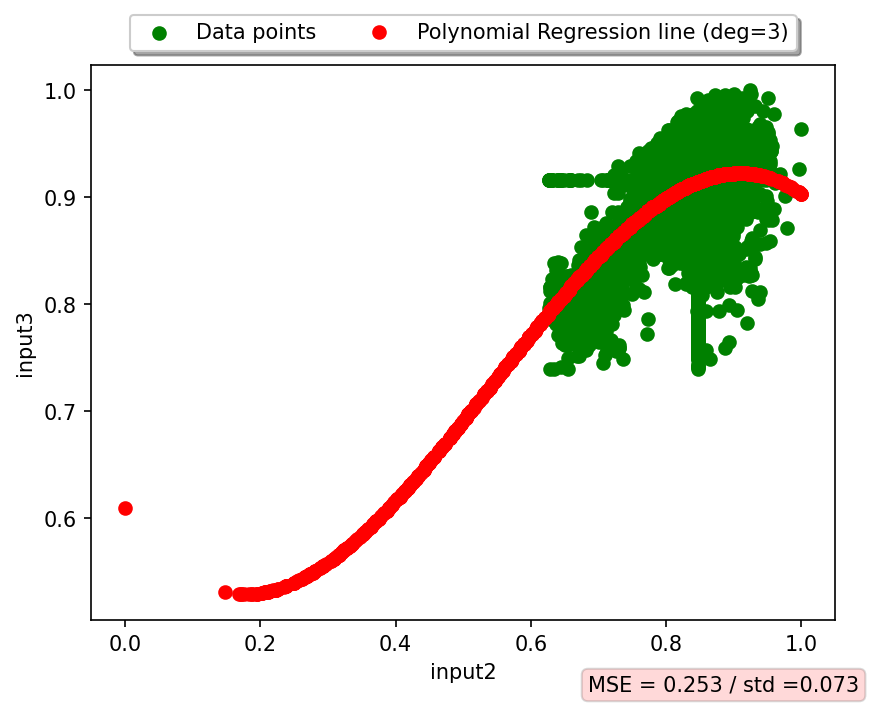 Data points Polynomial Regression line (deg=3)
1.0
0.9
0.8
0.7
0.6
input3
0.0 0.2 0.4 0.6 0.8 1.0
input2
MSE = 0.253 / std =0.073